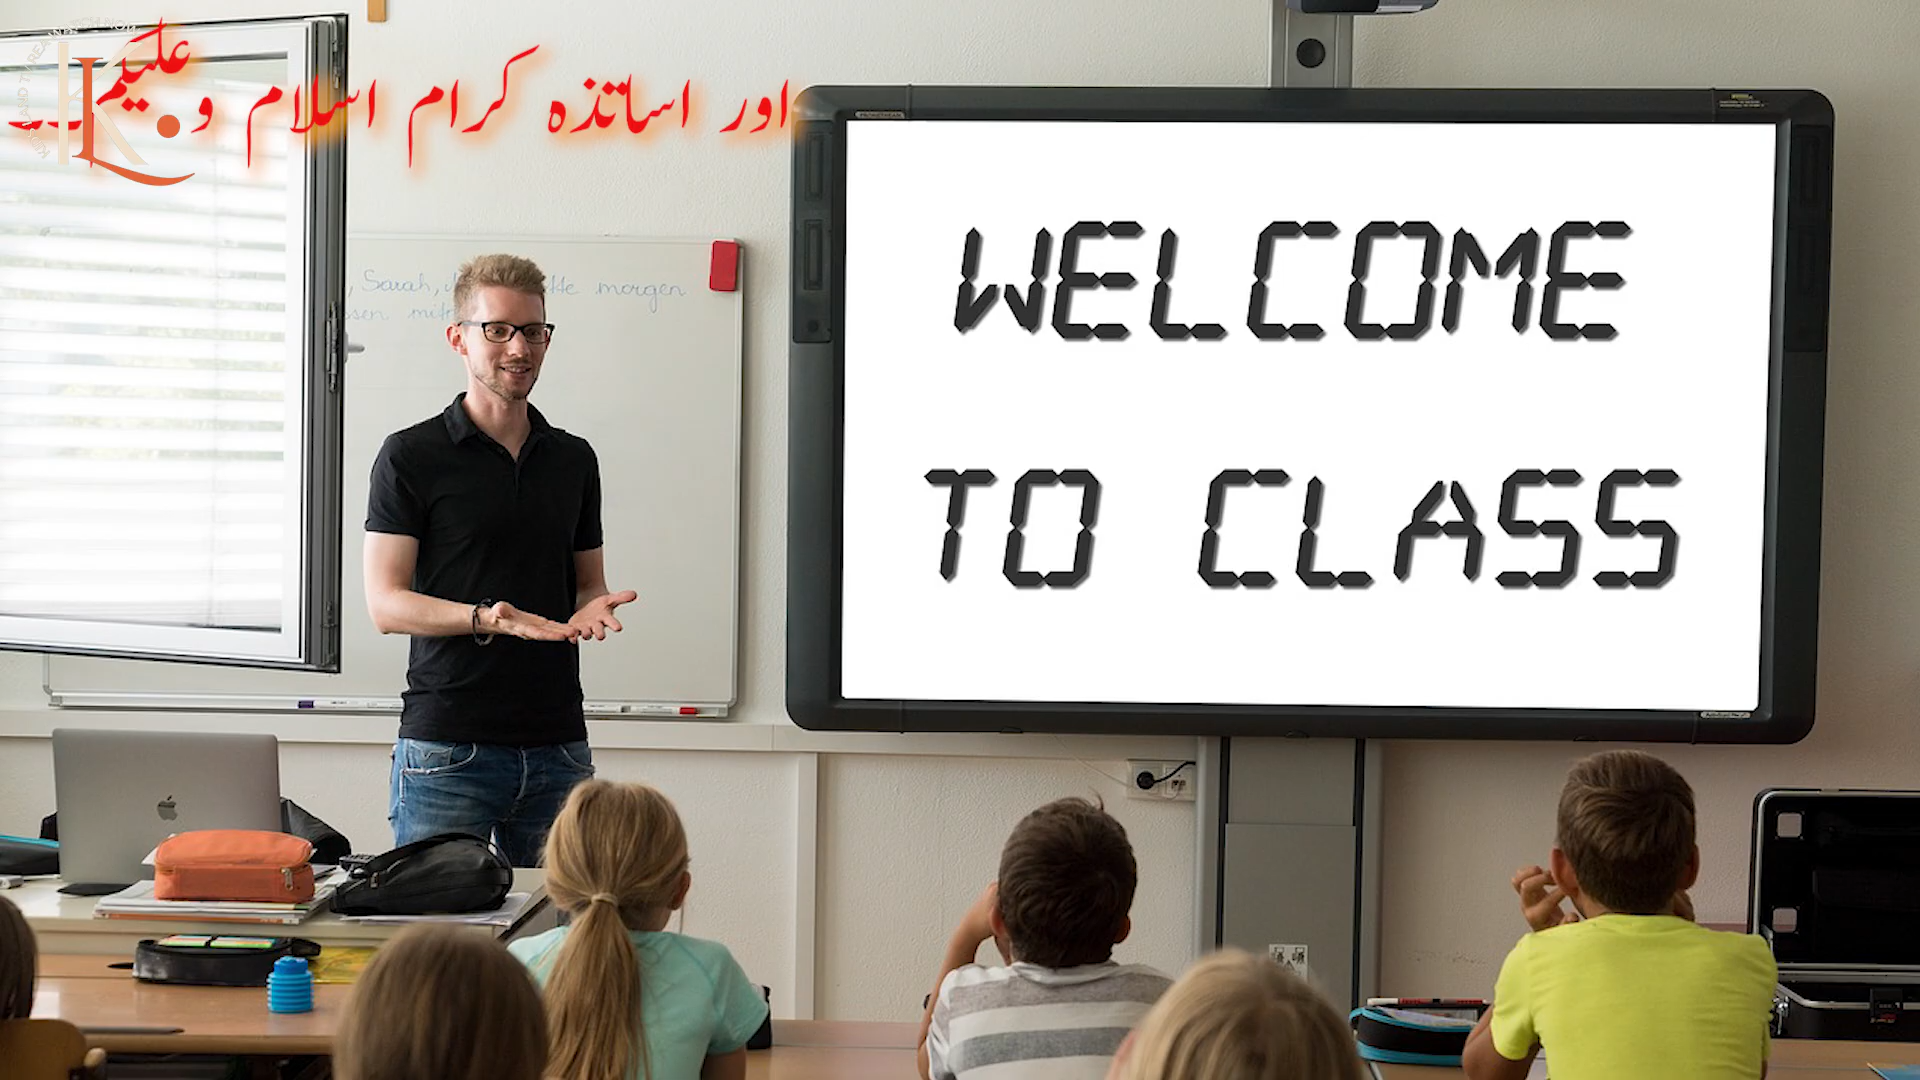 اور اساتذہ کرام اسلام و علیکم۔۔۔
WELCOME
TO CLASS
, Sarah, morgen